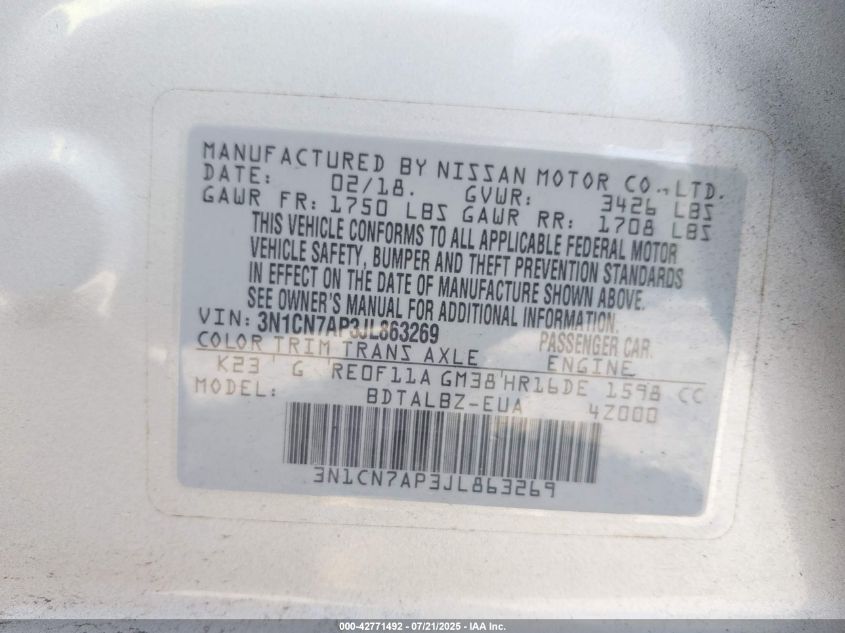 MANUFACTURED BY NISSAN MOTOR CO., LTD.
DATE: 02/18. GVWR: 3426 LBS
GAWR FR: 1750 LBS GAWR RR: 1708 LBS
THIS VEHICLE CONFORMS TO ALL APPLICABLE FEDERAL MOTOR
VEHICLE SAFETY, BUMPER AND THEFT PREVENTION STANDARDS
IN EFFECT ON THE DATE OF MANUFACTURE SHOWN ABOVE.
SEE OWNER'S MANUAL FOR ADDITIONAL INFORMATION.
VIN: 3N1CN7AP3JL863269 PASSENGER CAR.
COLOR TRIM TRANS AXLE ENGINE
K23 G RE0F11A GM38 HR16DE 1598 CC
MODEL: BDTALBZ-EUA 4Z000
3N1CN7AP3JL863269
000-42771492 - 07/21/2025 - IAA Inc.